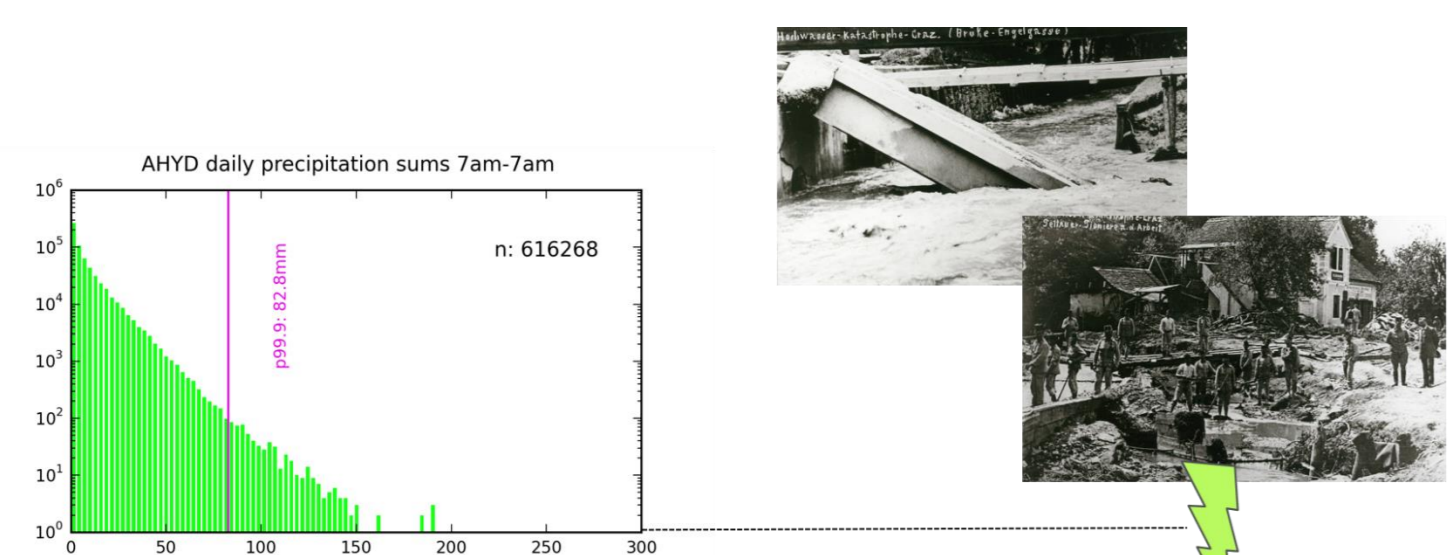 Hochwasser-Katastrophe-Graz. (Brüke-Engelgasse)
AHYD daily precipitation sums 7am-7am
10^6
10^5
10^4
10^3
10^2
10^1
10^0
n: 616268
p99.9: 82.8mm
0 50 100 150 200 250 300